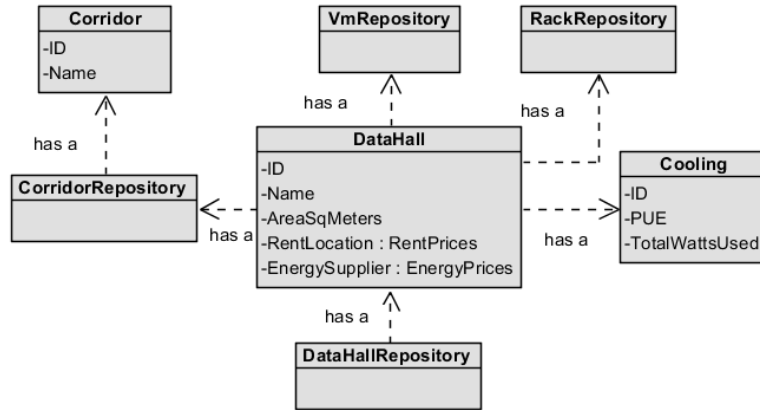 Corridor
-ID
-Name
VmRepository
RackRepository
has a
has a
has a
DataHall
-ID
-Name
-AreaSqMeters
-RentLocation : RentPrices
-EnergySupplier : EnergyPrices
CorridorRepository
Cooling
-ID
-PUE
-TotalWattsUsed
has a
has a
has a
DataHallRepository